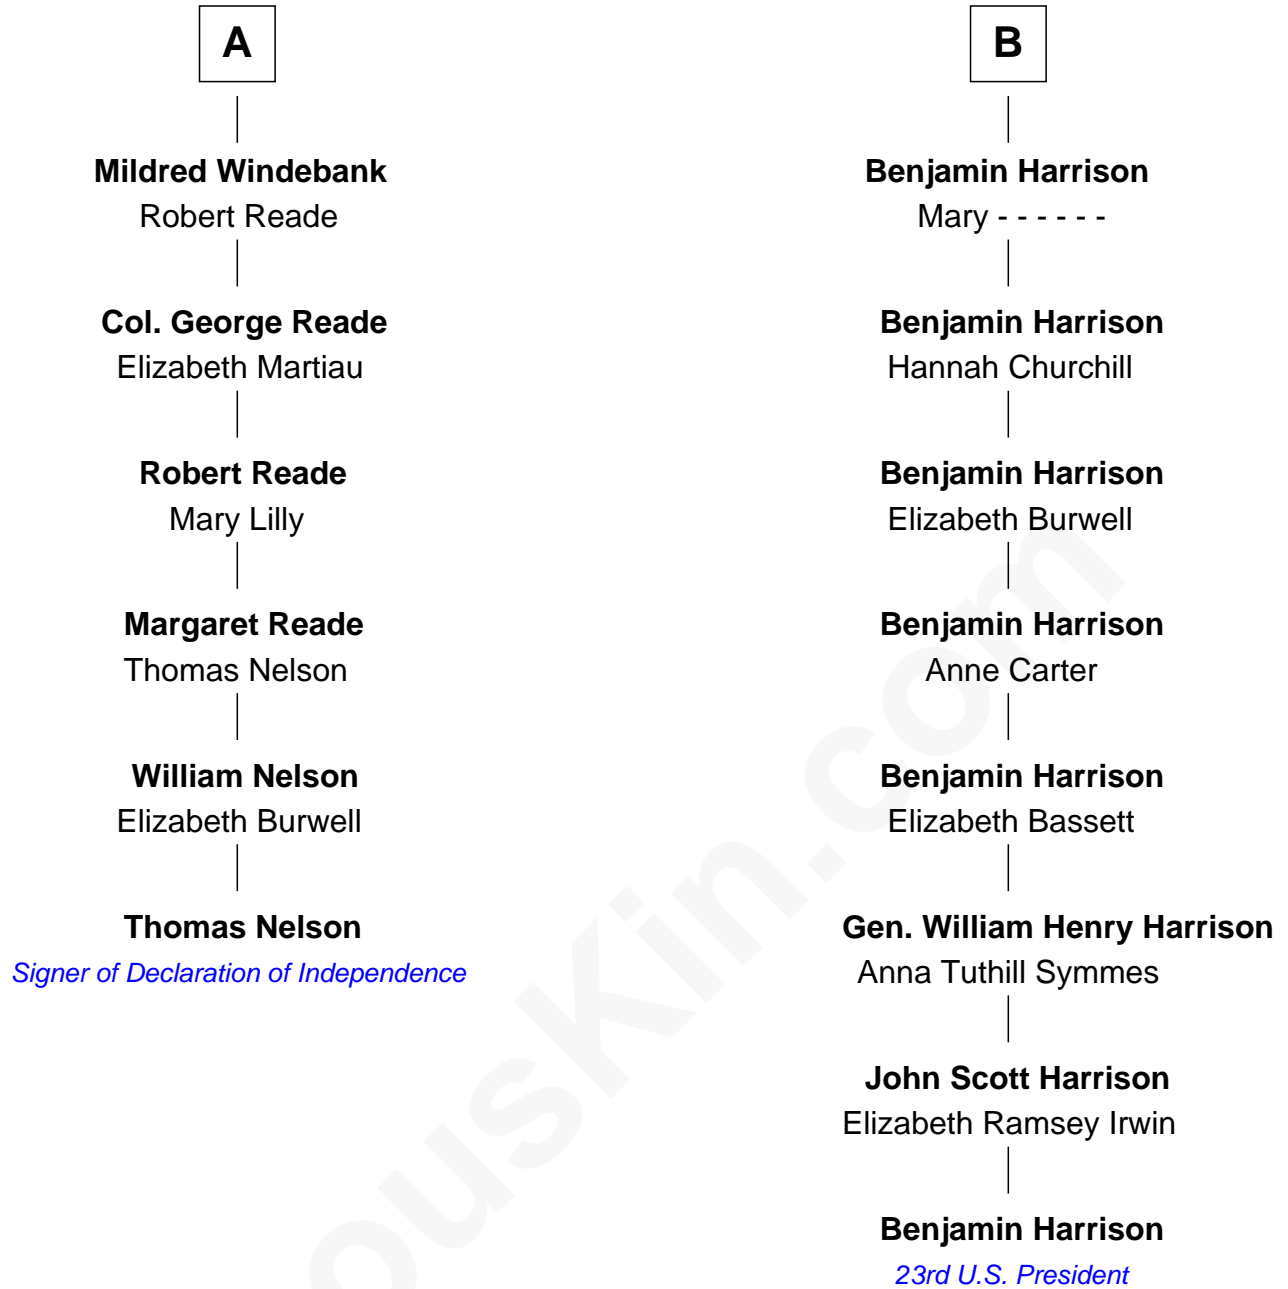 A
B
Mildred Windebank
Robert Reade
Benjamin Harrison
Mary - - - - - -
Col. George Reade
Elizabeth Martiau
Benjamin Harrison
Hannah Churchill
Robert Reade
Mary Lilly
Benjamin Harrison
Elizabeth Burwell
Margaret Reade
Thomas Nelson
Benjamin Harrison
Anne Carter
William Nelson
Elizabeth Burwell
Benjamin Harrison
Elizabeth Bassett
Thomas Nelson
Signer of Declaration of Independence
Gen. William Henry Harrison
Anna Tuthill Symmes
John Scott Harrison
Elizabeth Ramsey Irwin
Benjamin Harrison
23rd U.S. President
ouskin.com